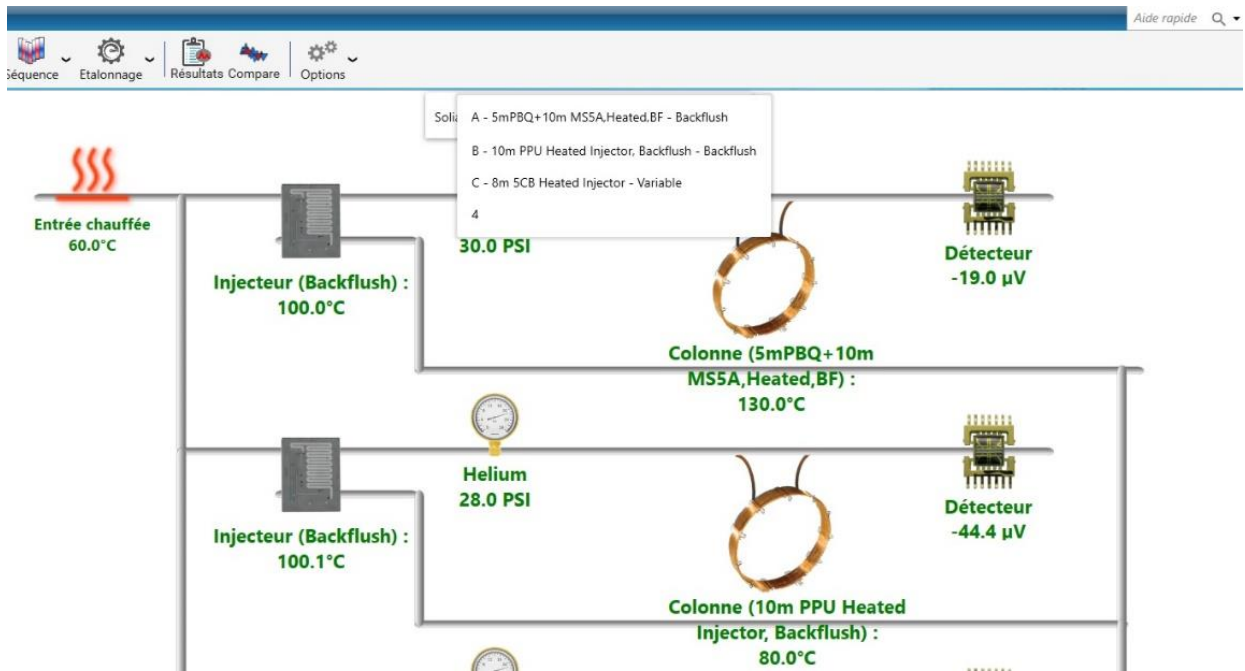 Aide rapide
Séquence
Etalonnage
Résultats
Compare
Options
A - 5mPBQ+10m MS5A,Heated,BF - Backflush
B - 10m PPU Heated Injector, Backflush - Backflush
C - 8m 5CB Heated Injector - Variable
4
Entrée chauffée
60.0°C
Injecteur (Backflush) :
100.0°C
30.0 PSI
Colonne (5mPBQ+10m
MS5A,Heated,BF) :
130.0°C
Détecteur
-19.0 µV
Injecteur (Backflush) :
100.1°C
Helium
28.0 PSI
Colonne (10m PPU Heated
Injector, Backflush) :
80.0°C
Détecteur
-44.4 µV